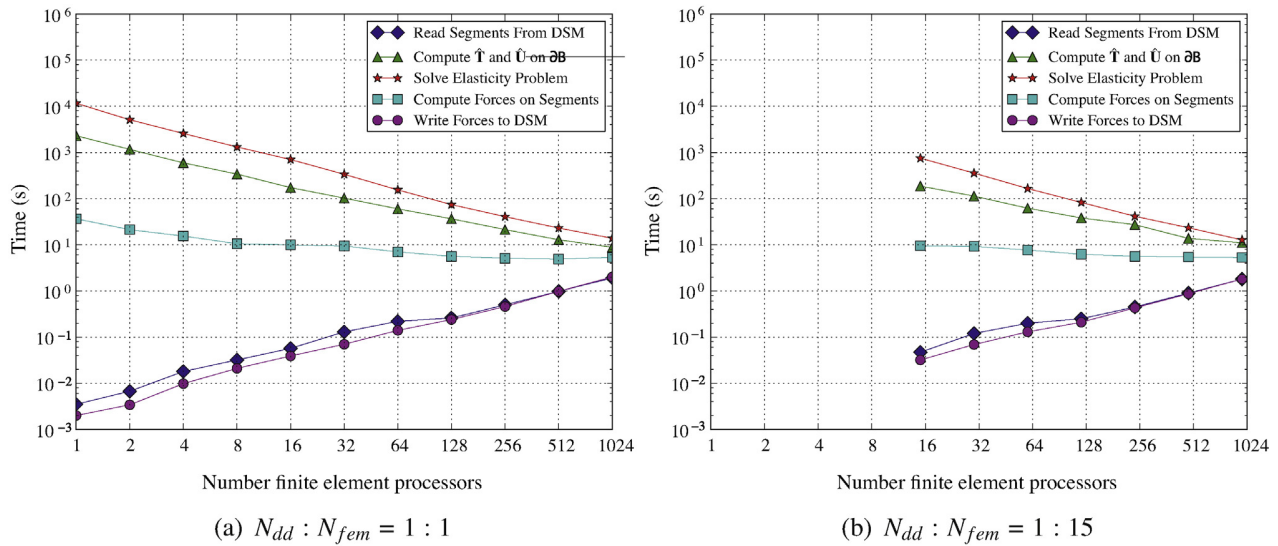 10^6
10^5
10^4
10^3
10^2
10^1
10^0
10^-1
10^-2
10^-3
Time (s)
Read Segments From DSM
Compute T̂ and Û on ∂B
Solve Elasticity Problem
Compute Forces on Segments
Write Forces to DSM
1 2 4 8 16 32 64 128 256 512 1024
Number finite element processors
(a) N_dd : N_fem = 1 : 1
10^6
10^5
10^4
10^3
10^2
10^1
10^0
10^-1
10^-2
10^-3
Time (s)
Read Segments From DSM
Compute T̂ and Û on ∂B
Solve Elasticity Problem
Compute Forces on Segments
Write Forces to DSM
1 2 4 8 16 32 64 128 256 512 1024
Number finite element processors
(b) N_dd : N_fem = 1 : 15